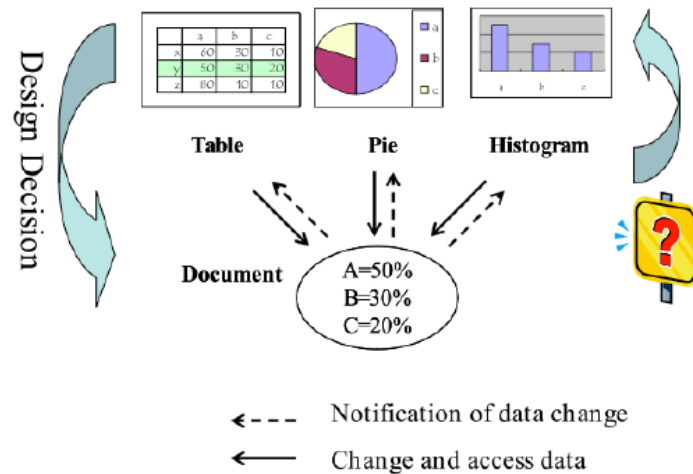 Design Decision
a b c
x 60 30 10
y 50 30 20
z 80 10 10
a
b
c
a b c
Table
Pie
Histogram
?
Document
A=50%
B=30%
C=20%
Notification of data change
Change and access data